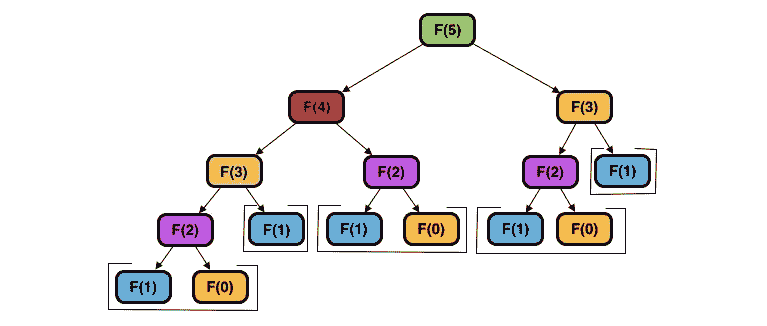 F(5)
F(4) F(3)
F(3) F(2) F(2) F(1)
F(2) F(1) F(1) F(0) F(1) F(0)
F(1) F(0)